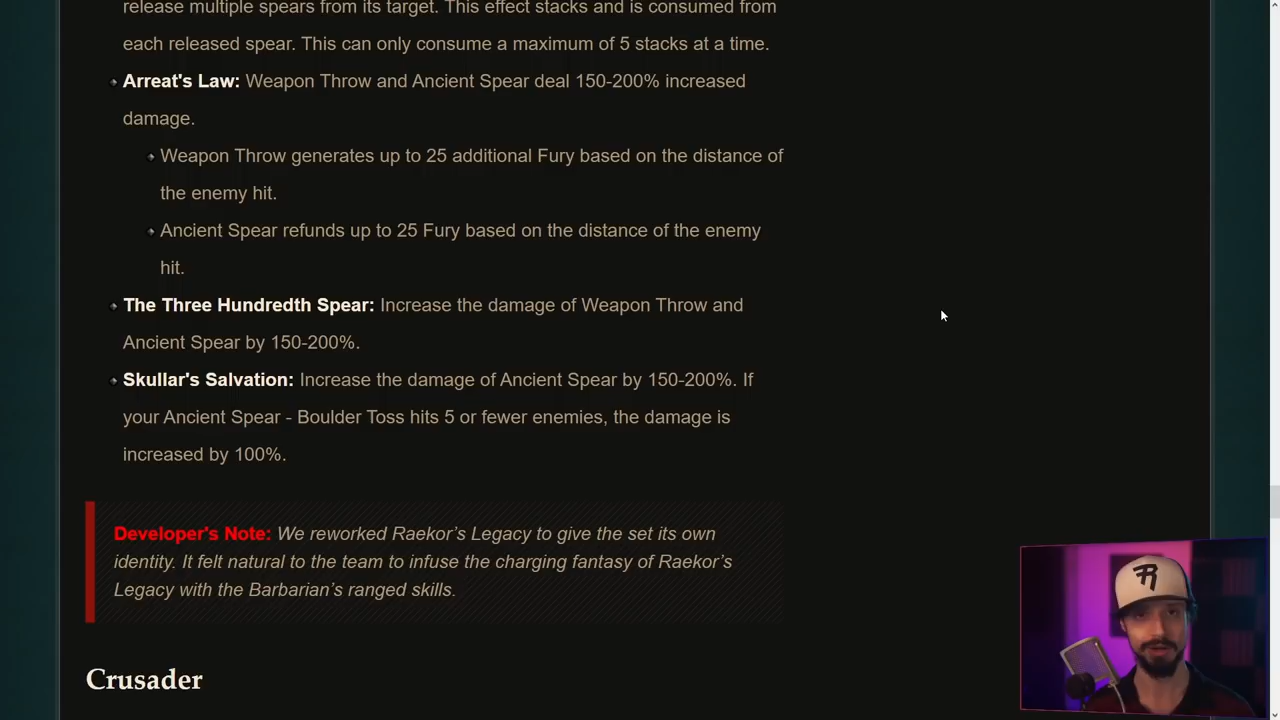 release multiple spears from its target. This effect stacks and is consumed from
each released spear. This can only consume a maximum of 5 stacks at a time.
Arreat's Law: Weapon Throw and Ancient Spear deal 150-200% increased
damage.
Weapon Throw generates up to 25 additional Fury based on the distance of
the enemy hit.
Ancient Spear refunds up to 25 Fury based on the distance of the enemy
hit.
The Three Hundredth Spear: Increase the damage of Weapon Throw and
Ancient Spear by 150-200%.
Skullar's Salvation: Increase the damage of Ancient Spear by 150-200%. If
your Ancient Spear - Boulder Toss hits 5 or fewer enemies, the damage is
increased by 100%.
Developer's Note: We reworked Raekor’s Legacy to give the set its own
identity. It felt natural to the team to infuse the charging fantasy of Raekor’s
Legacy with the Barbarian’s ranged skills.
Crusader